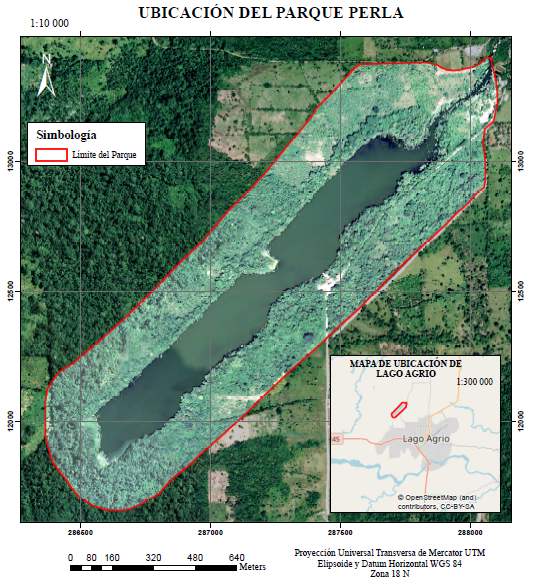 UBICACIÓN DEL PARQUE PERLA
1:10 000
N
Simbología
Límite del Parque
13000
13000
12500
12500
12000
12000
MAPA DE UBICACIÓN DE
LAGO AGRIO
1:300 000
45
Lago Agrio
© OpenStreetMap (and)
contributors, CC-BY-SA
286600
287000
287600
288000
0 80 160 320 480 640
Meters
Proyección Universal Transversa de Mercator UTM
Elipsoide y Datum Horizontal WGS 84
Zona 18 N